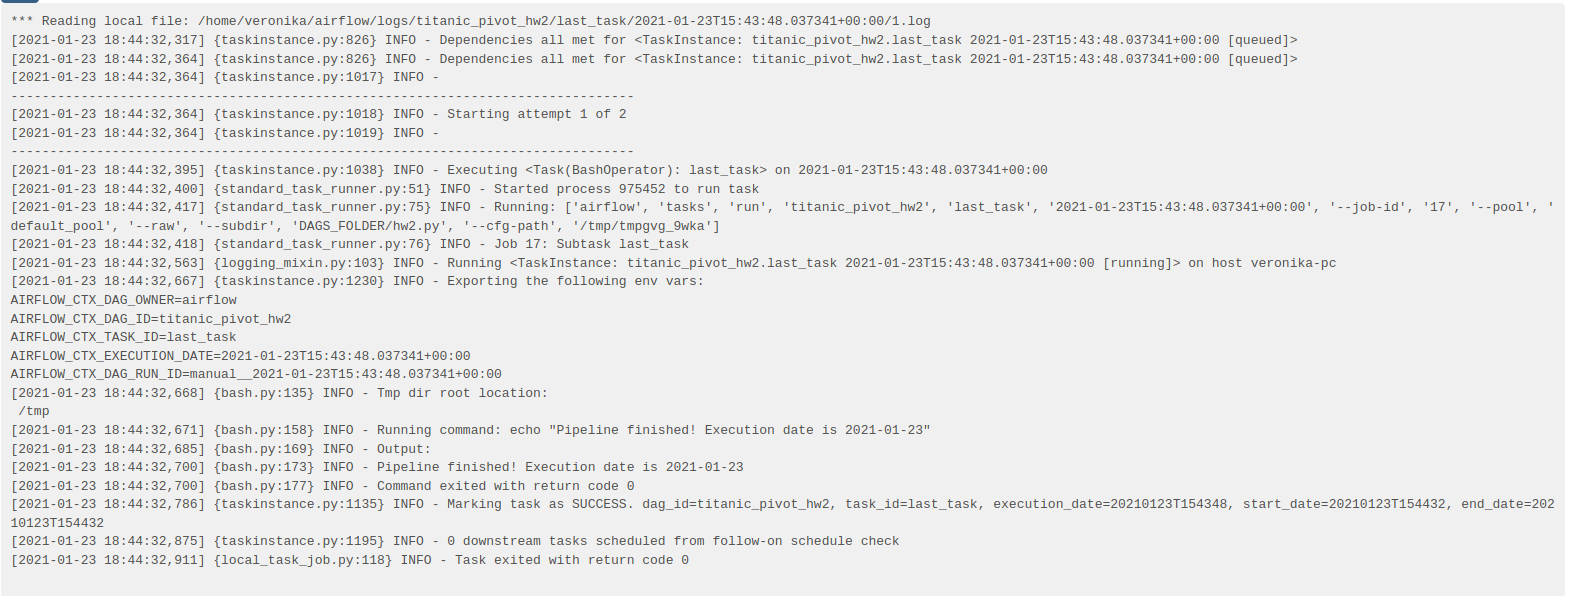 *** Reading local file: /home/veronika/airflow/logs/titanic_pivot_hw2/last_task/2021-01-23T15:43:48.037341+00:00/1.log
[2021-01-23 18:44:32,317] {taskinstance.py:826} INFO - Dependencies all met for <TaskInstance: titanic_pivot_hw2.last_task 2021-01-23T15:43:48.037341+00:00 [queued]>
[2021-01-23 18:44:32,364] {taskinstance.py:826} INFO - Dependencies all met for <TaskInstance: titanic_pivot_hw2.last_task 2021-01-23T15:43:48.037341+00:00 [queued]>
[2021-01-23 18:44:32,364] {taskinstance.py:1017} INFO -
--------------------------------------------------------------------------------
[2021-01-23 18:44:32,364] {taskinstance.py:1018} INFO - Starting attempt 1 of 2
[2021-01-23 18:44:32,364] {taskinstance.py:1019} INFO -
--------------------------------------------------------------------------------
[2021-01-23 18:44:32,395] {taskinstance.py:1038} INFO - Executing <Task(BashOperator): last_task> on 2021-01-23T15:43:48.037341+00:00
[2021-01-23 18:44:32,400] {standard_task_runner.py:51} INFO - Started process 975452 to run task
[2021-01-23 18:44:32,417] {standard_task_runner.py:75} INFO - Running: ['airflow', 'tasks', 'run', 'titanic_pivot_hw2', 'last_task', '2021-01-23T15:43:48.037341+00:00', '--job-id', '17', '--pool', '
default_pool', '--raw', '--subdir', 'DAGS_FOLDER/hw2.py', '--cfg-path', '/tmp/tmpgvg_9wka']
[2021-01-23 18:44:32,418] {standard_task_runner.py:76} INFO - Job 17: Subtask last_task
[2021-01-23 18:44:32,563] {logging_mixin.py:103} INFO - Running <TaskInstance: titanic_pivot_hw2.last_task 2021-01-23T15:43:48.037341+00:00 [running]> on host veronika-pc
[2021-01-23 18:44:32,667] {taskinstance.py:1230} INFO - Exporting the following env vars:
AIRFLOW_CTX_DAG_OWNER=airflow
AIRFLOW_CTX_DAG_ID=titanic_pivot_hw2
AIRFLOW_CTX_TASK_ID=last_task
AIRFLOW_CTX_EXECUTION_DATE=2021-01-23T15:43:48.037341+00:00
AIRFLOW_CTX_DAG_RUN_ID=manual__2021-01-23T15:43:48.037341+00:00
[2021-01-23 18:44:32,668] {bash.py:135} INFO - Tmp dir root location:
 /tmp
[2021-01-23 18:44:32,671] {bash.py:158} INFO - Running command: echo "Pipeline finished! Execution date is 2021-01-23"
[2021-01-23 18:44:32,685] {bash.py:169} INFO - Output:
[2021-01-23 18:44:32,700] {bash.py:173} INFO - Pipeline finished! Execution date is 2021-01-23
[2021-01-23 18:44:32,700] {bash.py:177} INFO - Command exited with return code 0
[2021-01-23 18:44:32,786] {taskinstance.py:1135} INFO - Marking task as SUCCESS. dag_id=titanic_pivot_hw2, task_id=last_task, execution_date=20210123T154348, start_date=20210123T154432, end_date=202
10123T154432
[2021-01-23 18:44:32,875] {taskinstance.py:1195} INFO - 0 downstream tasks scheduled from follow-on schedule check
[2021-01-23 18:44:32,911] {local_task_job.py:118} INFO - Task exited with return code 0